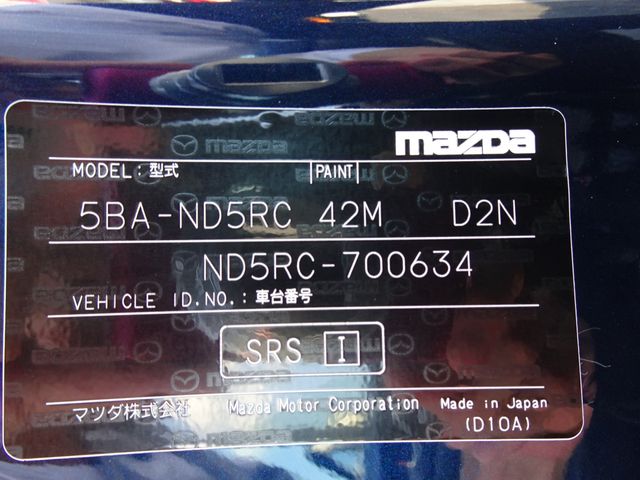 mazda
MODEL:型式 PAINT
5BA-ND5RC 42M D2N
ND5RC-700634
VEHICLE ID.NO.:車台番号
SRS I
マツダ株式会社 Mazda Motor Corporation Made in Japan
(D10A)